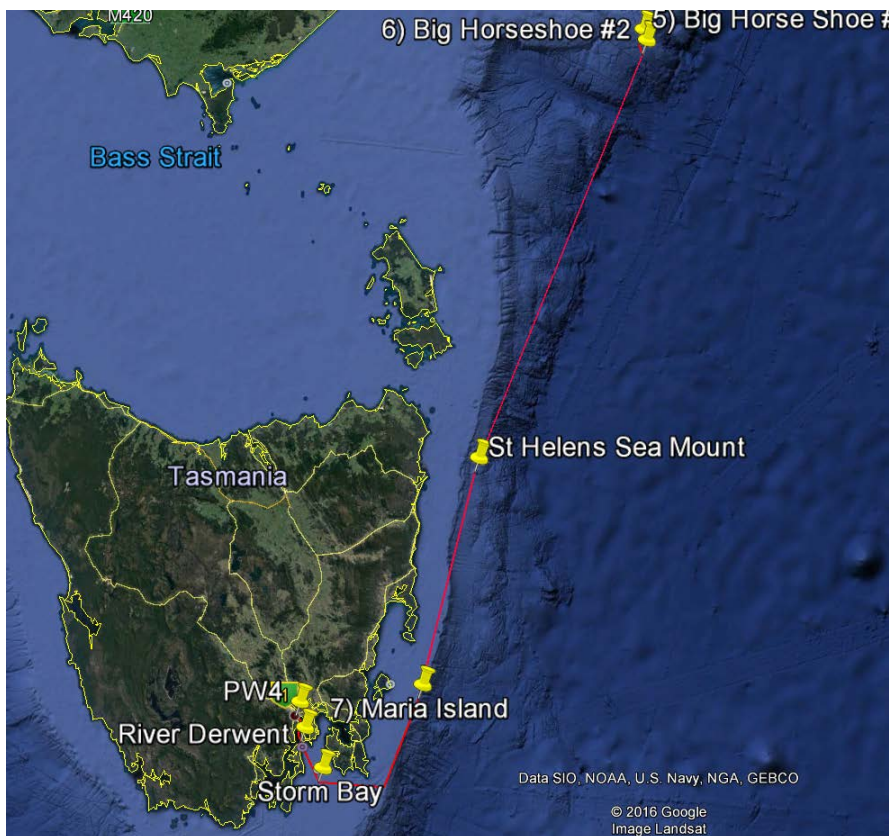 M420
6) Big Horseshoe #2
5) Big Horse Shoe #
Bass Strait
St Helens Sea Mount
Tasmania
PW4
7) Maria Island
River Derwent
Storm Bay
Data SIO, NOAA, U.S. Navy, NGA, GEBCO
© 2016 Google
Image Landsat